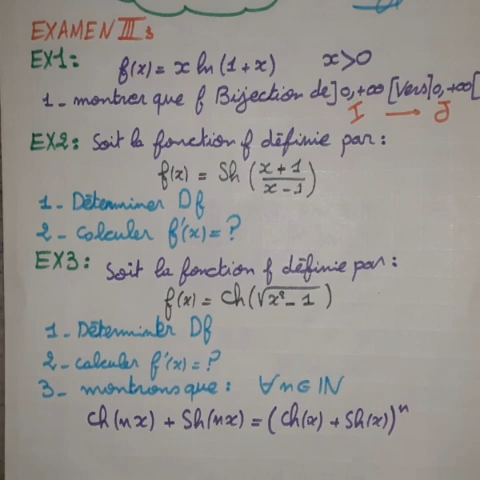 EXAMEN III :
EX1: f(x) = x ln(1+x) x>0
1 - montrer que f Bijection de ]0,+∞[ vers ]0,+∞[
I → J
EX2: Soit la fonction f définie par :
f(x) = Sh(x+1/x-1)
1 - Déterminer Df
2 - Calculer f'(x) = ?
EX3: Soit la fonction f définie par :
f(x) = Ch(√x²-1)
1 - Déterminer Df
2 - calculer f'(x) = ?
3 - montrons que : ∀n∈IN
Ch(nx) + Sh(nx) = (Ch(x) + Sh(x))ⁿ